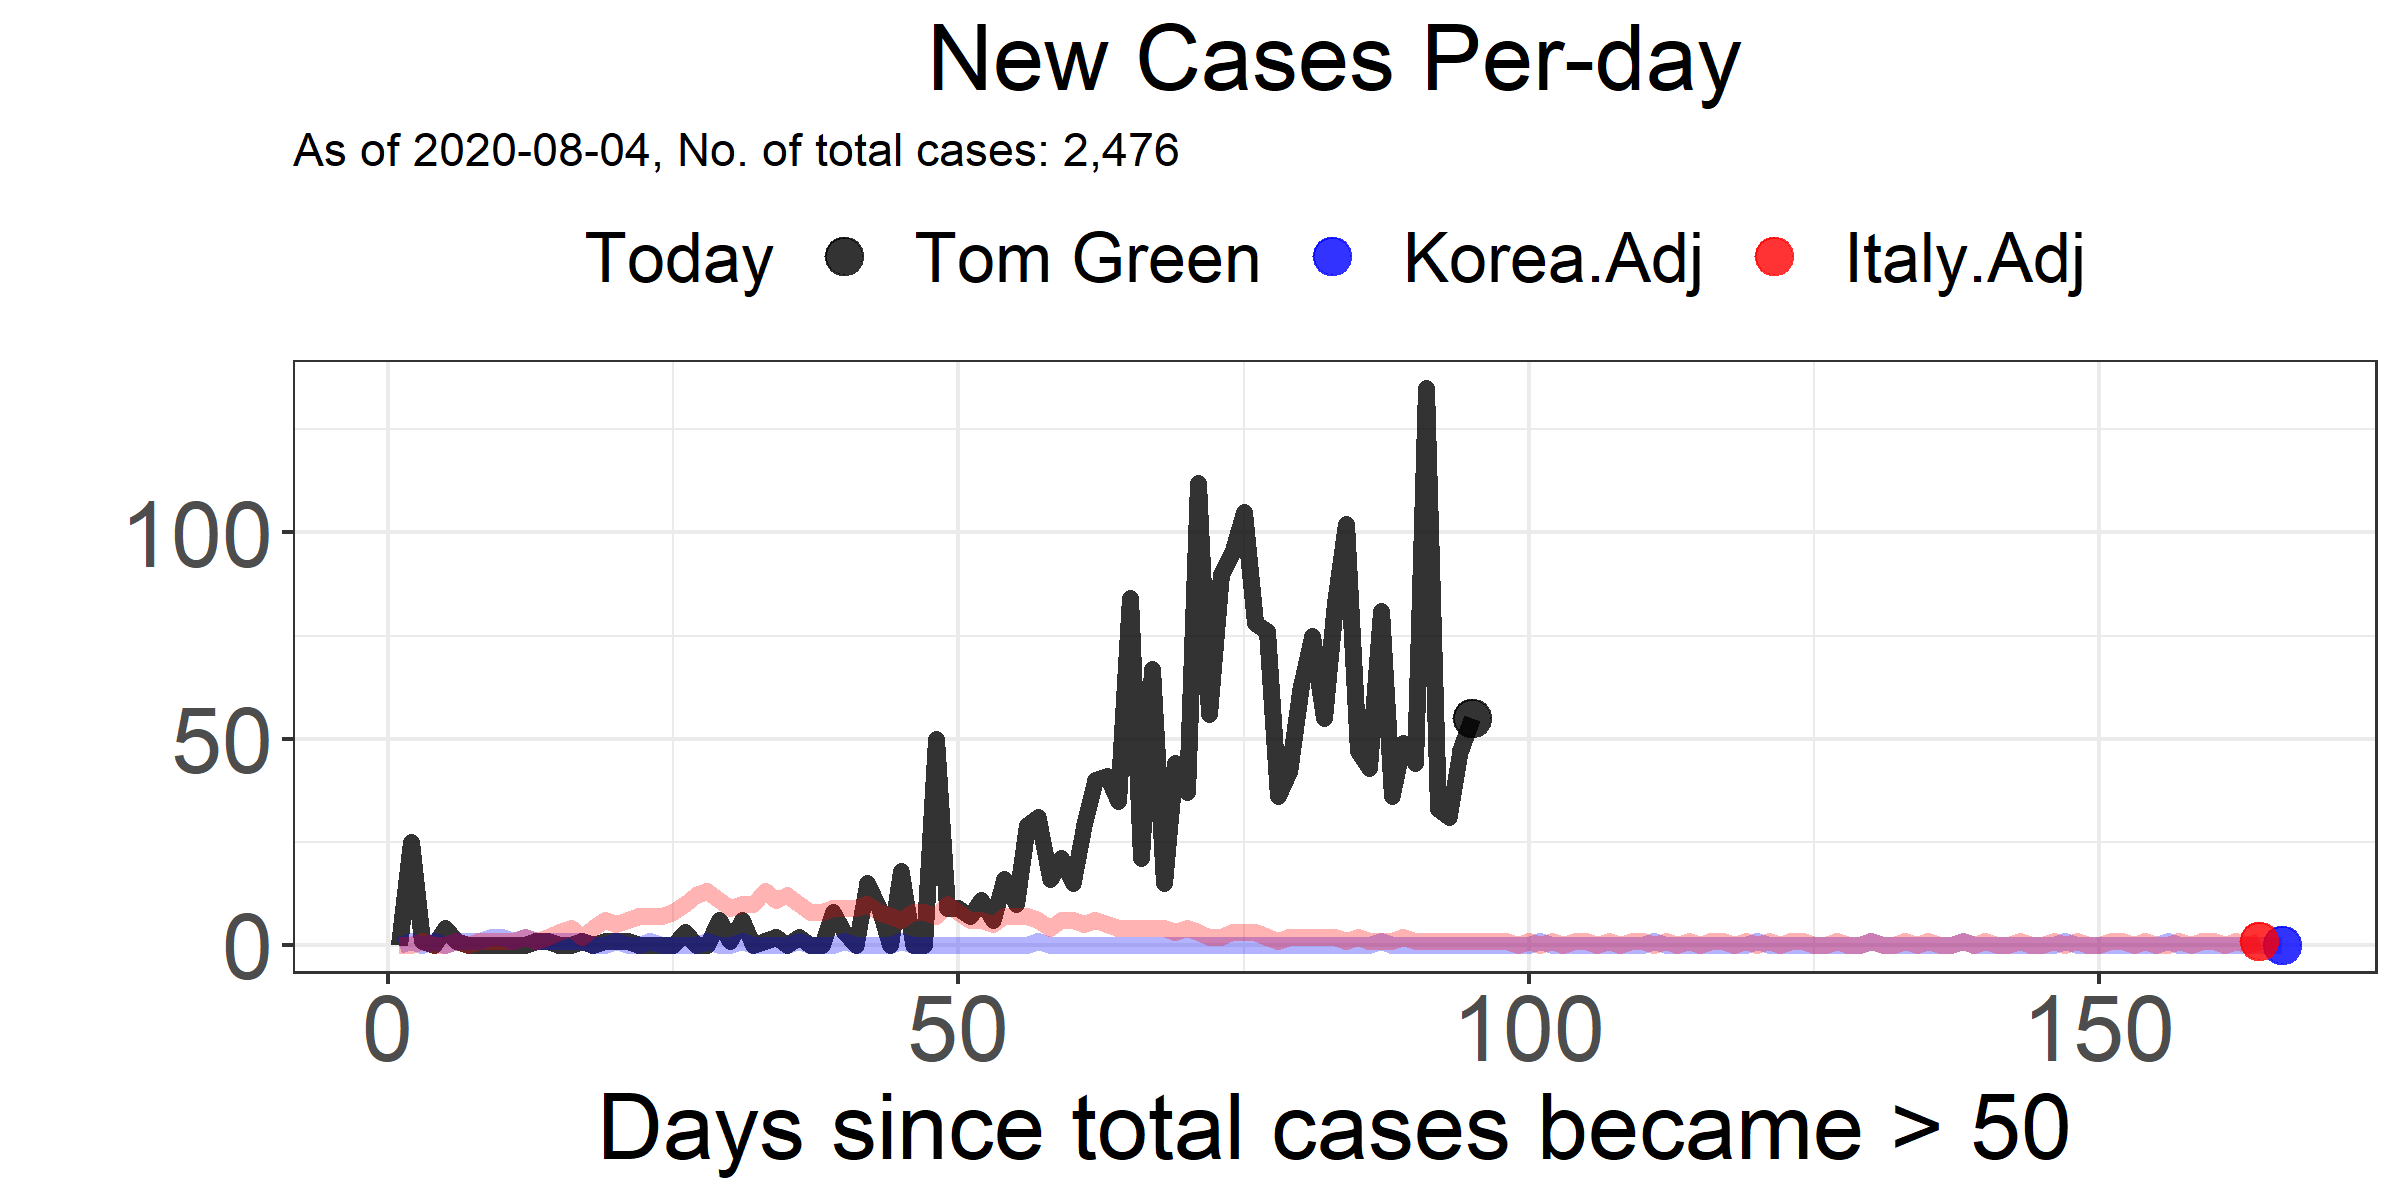 New Cases Per-day
As of 2020-08-04, No. of total cases: 2,476
Today Tom Green Korea.Adj Italy.Adj
100
50
0
0 50 100 150
Days since total cases became > 50